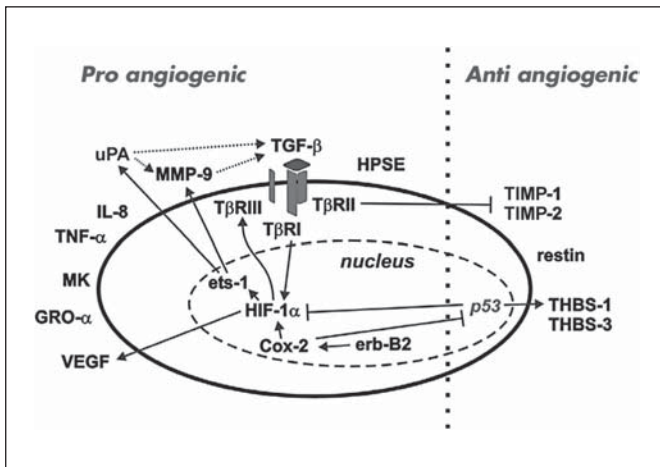 Pro angiogenic
Anti angiogenic
uPA
TGF-β
MMP-9
HPSE
IL-8
TβRIII
TβRII
TIMP-1
TIMP-2
TNF-α
TβRI
nucleus
restin
MK
ets-1
GRO-α
HIF-1α
p53
THBS-1
THBS-3
VEGF
Cox-2
erb-B2